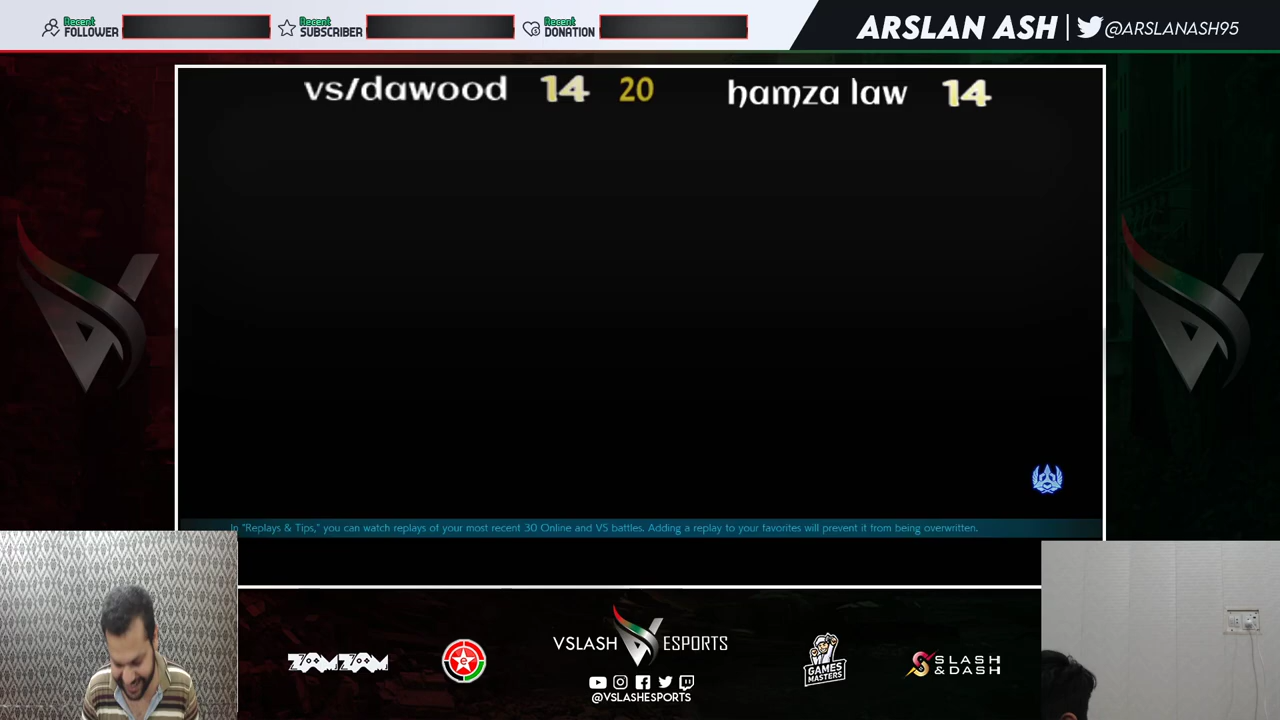 Recent
FOLLOWER
Recent
SUBSCRIBER
Recent
DONATION
ARSLAN ASH
@ARSLANASH95
vs/dawood 14 20 hamza law 14
In "Replays & Tips," you can watch replays of your most recent 30 Online and VS battles. Adding a replay to your favorites will prevent it from being overwritten.
ZAMZAM
VSLASH ESPORTS
@VSLASHESPORTS
GAMES
MASTERS
SLASH
& DASH